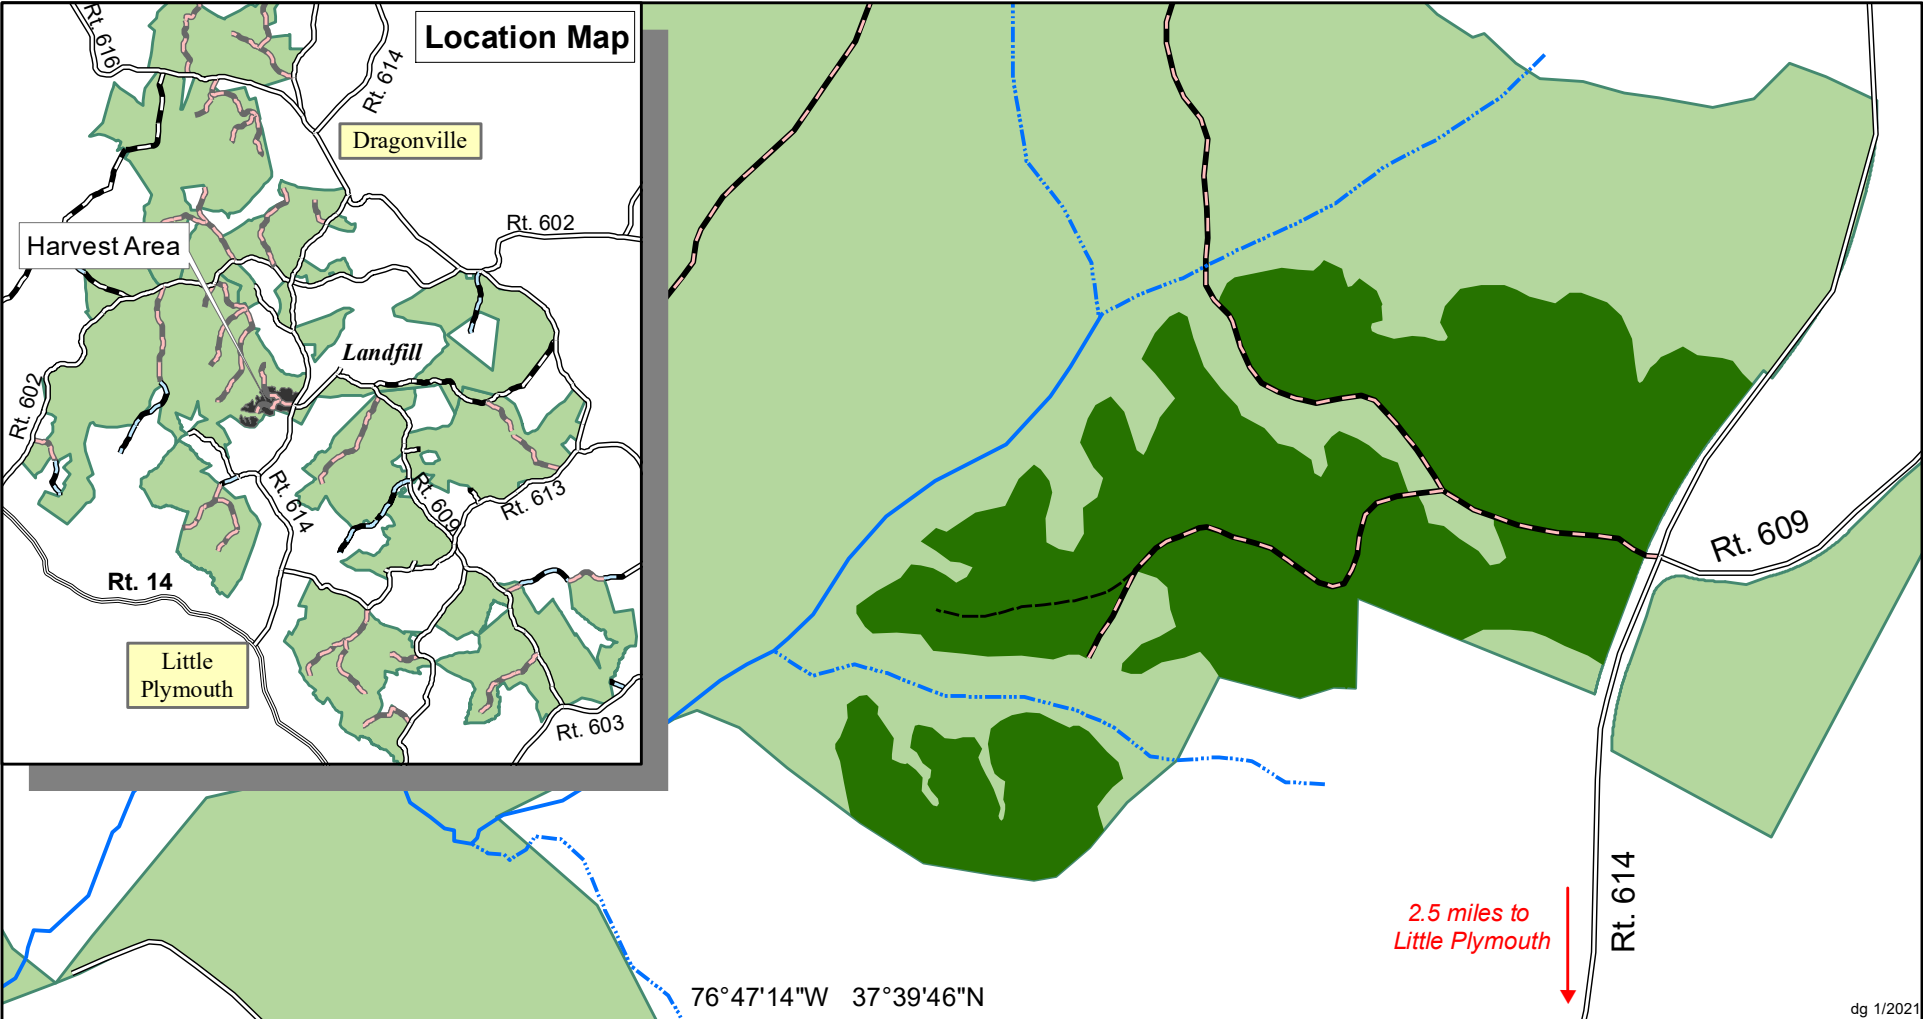 Location Map
Rt. 616
Rt. 614
Dragonville
Rt. 602
Harvest Area
Landfill
Rt. 602
Rt. 614
Rt. 609
Rt. 613
Rt. 14
Little
Plymouth
Rt. 603
Rt. 609
2.5 miles to
Little Plymouth
Rt. 614
76°47'14"W 37°39'46"N
dg 1/2021